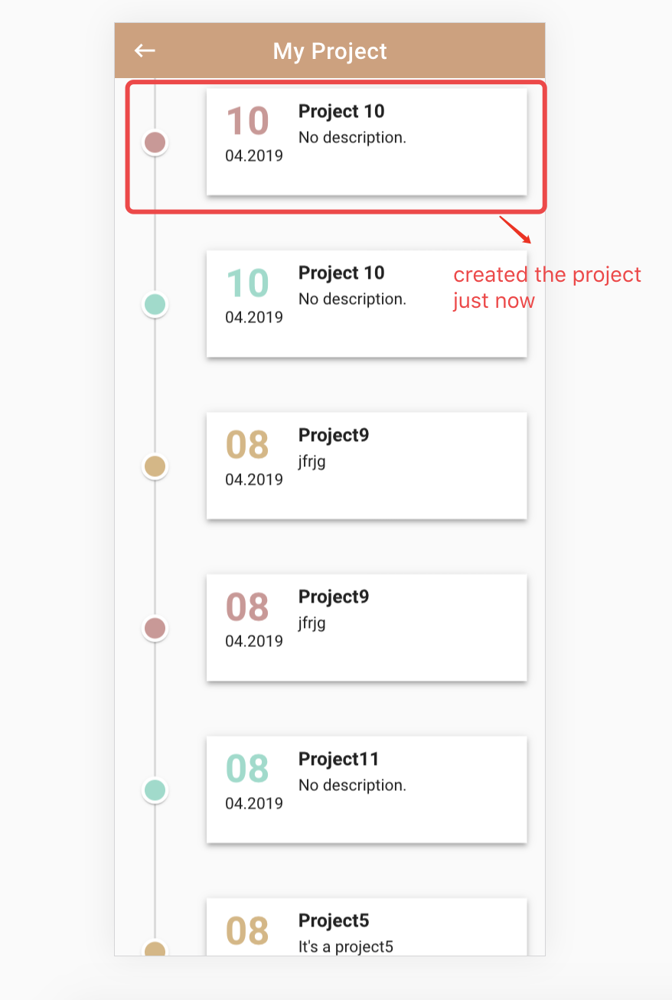 My Project
10
04.2019
Project 10
No description.
10
04.2019
Project 10
No description.
created the project
just now
08
04.2019
Project9
jfrjg
08
04.2019
Project9
jfrjg
08
04.2019
Project11
No description.
08
Project5
It's a project5